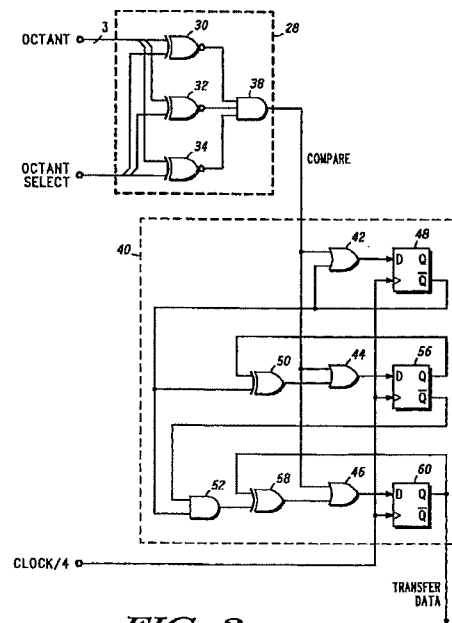 OCTANT
3
30
28
32
38
34
OCTANT
SELECT
COMPARE
40
42
48
D Q
Q
50
44
56
D Q
Q
52
58
46
60
D Q
Q
CLOCK/4
TRANSFER
DATA